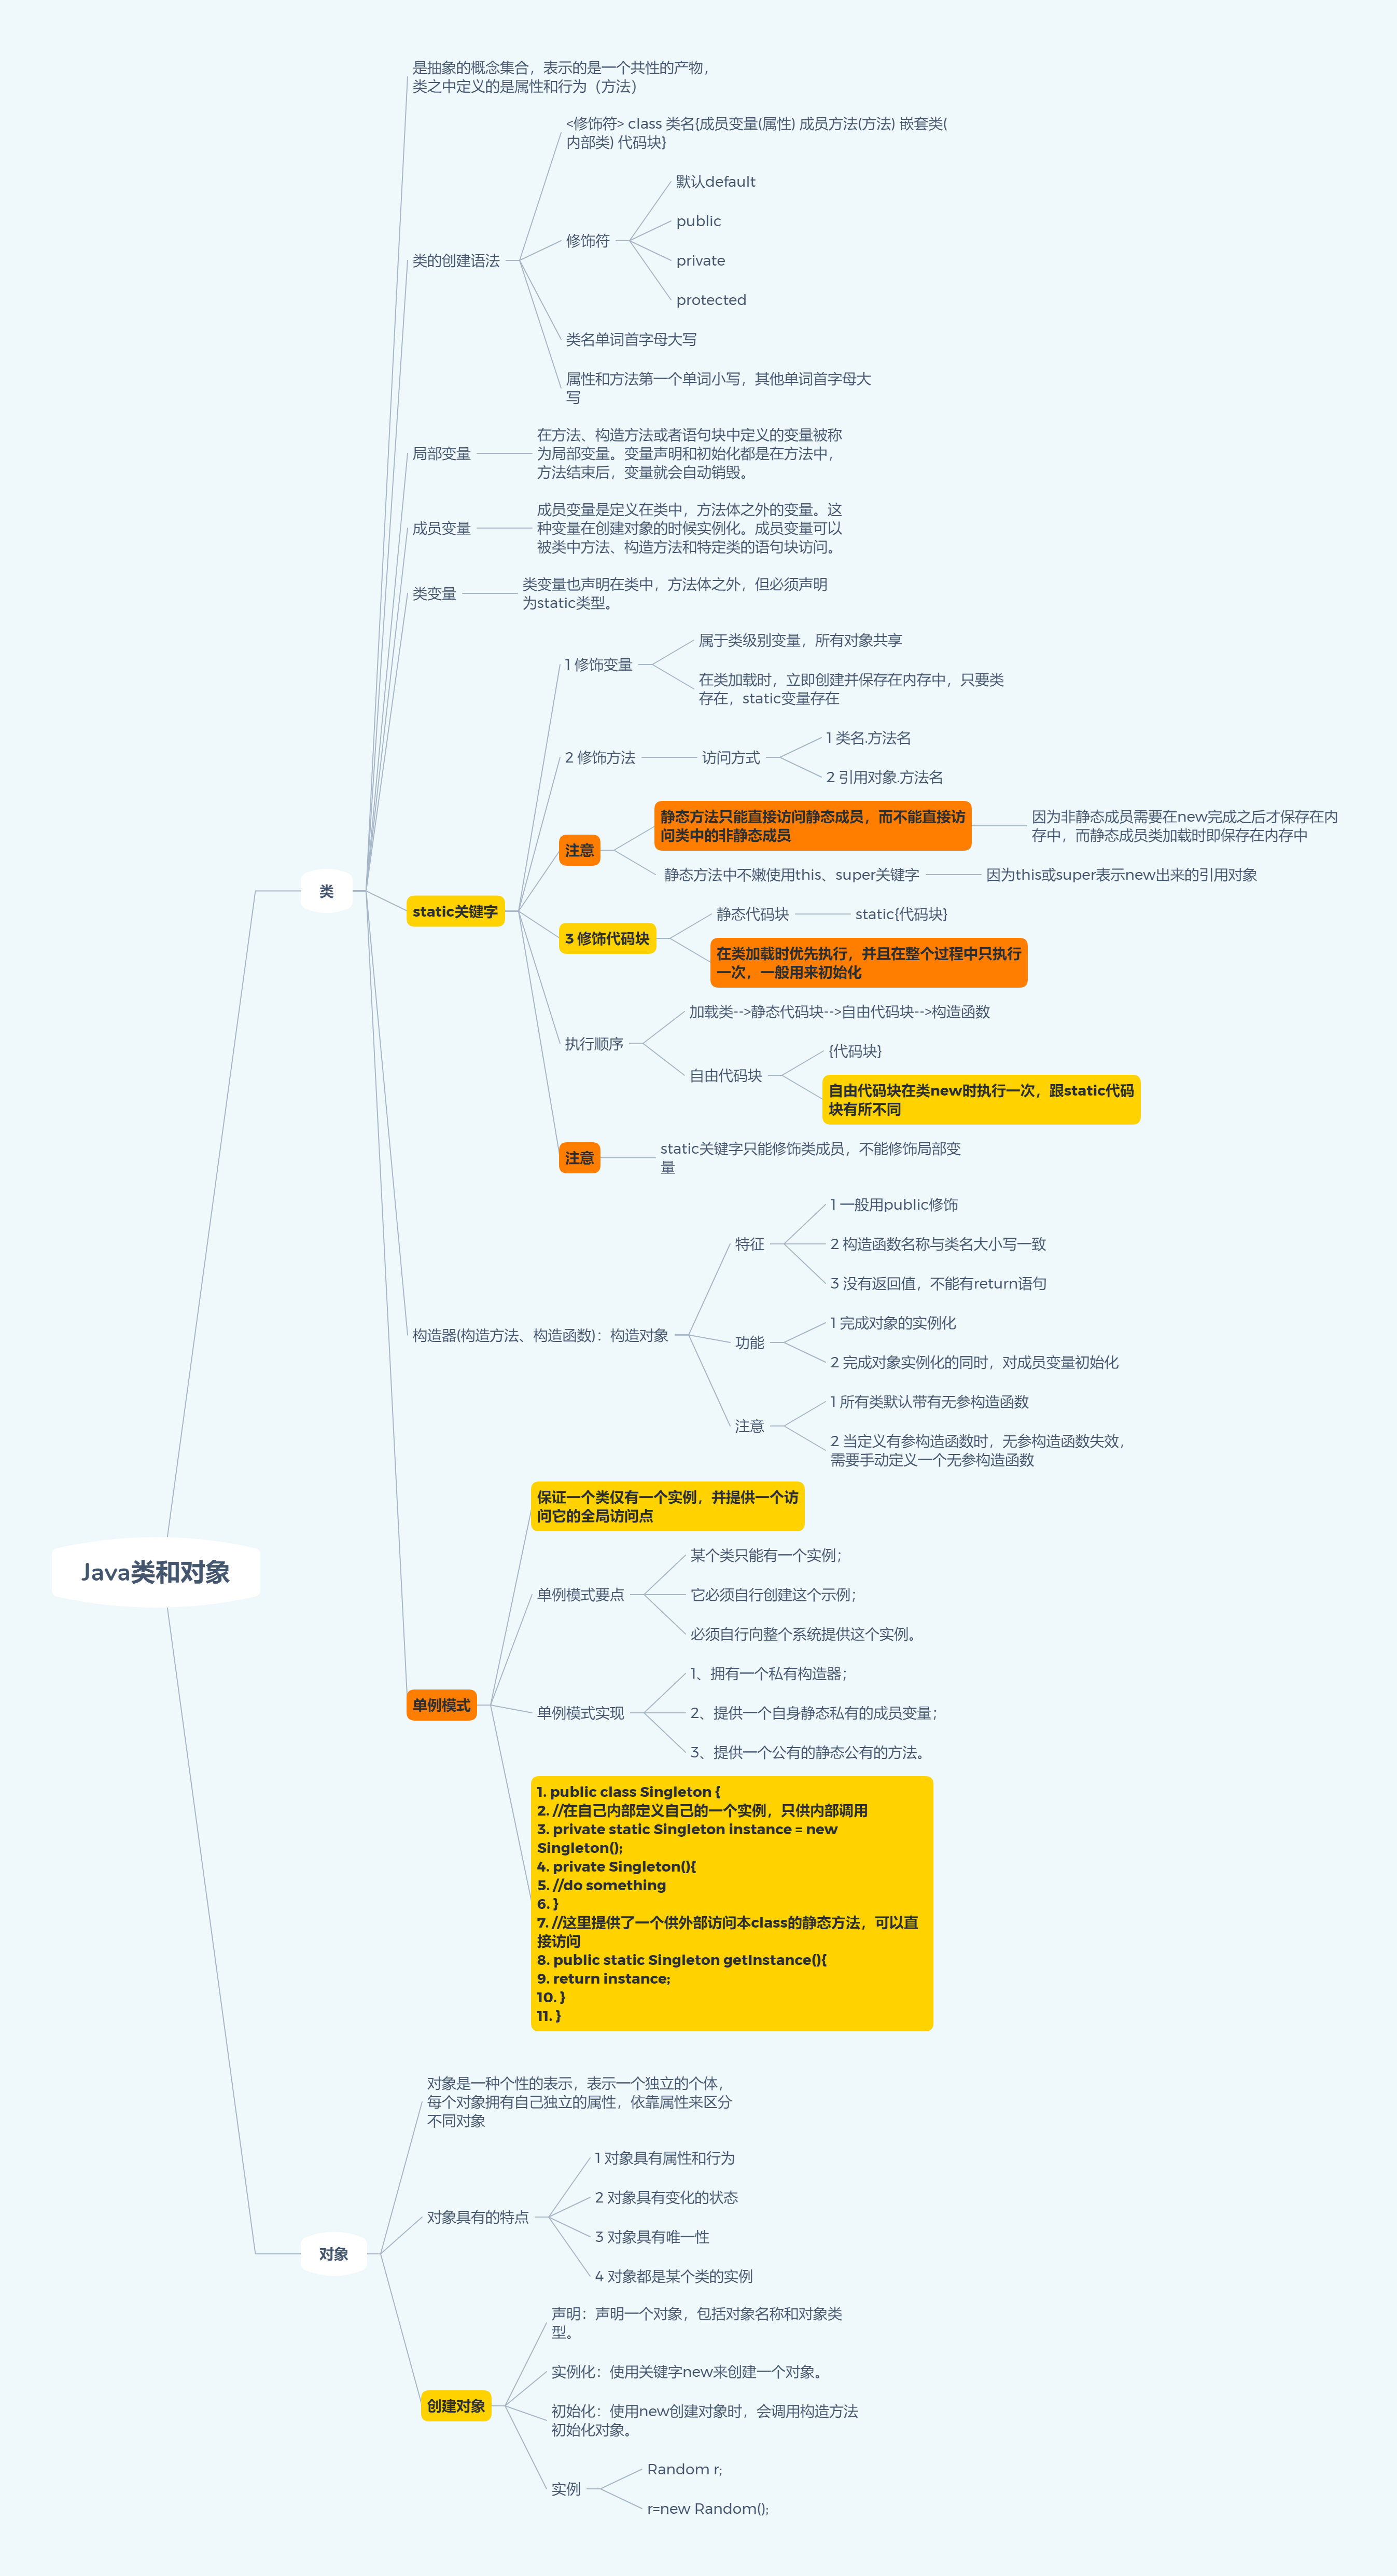 是抽象的概念集合，表示的是一个共性的产物，
类之中定义的是属性和行为（方法）
<修饰符> class 类名{成员变量(属性) 成员方法(方法) 嵌套类(
内部类) 代码块}
默认default
public
修饰符
private
类的创建语法
protected
类名单词首字母大写
属性和方法第一个单词小写，其他单词首字母大
写
在方法、构造方法或者语句块中定义的变量被称
局部变量
为局部变量。变量声明和初始化都是在方法中，
方法结束后，变量就会自动销毁。
成员变量是定义在类中，方法体之外的变量。这
成员变量
种变量在创建对象的时候实例化。成员变量可以
被类中方法、构造方法和特定类的语句块访问。
类变量
类变量也声明在类中，方法体之外，但必须声明
为static类型。
1 修饰变量
属于类级别变量，所有对象共享
在类加载时，立即创建并保存在内存中，只要类
存在，static变量存在
2 修饰方法
访问方式
1 类名.方法名
2 引用对象.方法名
注意
静态方法只能直接访问静态成员，而不能直接访
问类中的非静态成员
因为非静态成员需要在new完成之后才保存在内
存中，而静态成员类加载时即保存在内存中
静态方法中不嫩使用this、super关键字
因为this或super表示new出来的引用对象
类
static关键字
3 修饰代码块
静态代码块
static{代码块}
在类加载时优先执行，并且在整个过程中只执行
一次，一般用来初始化
执行顺序
加载类-->静态代码块-->自由代码块-->构造函数
自由代码块
{代码块}
自由代码块在类new时执行一次，跟static代码
块有所不同
注意
static关键字只能修饰类成员，不能修饰局部变
量
构造器(构造方法、构造函数)：构造对象
特征
1 一般用public修饰
2 构造函数名称与类名大小写一致
3 没有返回值，不能有return语句
功能
1 完成对象的实例化
2 完成对象实例化的同时，对成员变量初始化
注意
1 所有类默认带有无参构造函数
2 当定义有参构造函数时，无参构造函数失效，
需要手动定义一个无参构造函数
Java类和对象
单例模式
保证一个类仅有一个实例，并提供一个访
问它的全局访问点
单例模式要点
某个类只能有一个实例；
它必须自行创建这个示例；
必须自行向整个系统提供这个实例。
单例模式实现
1、拥有一个私有构造器；
2、提供一个自身静态私有的成员变量；
3、提供一个公有的静态公有的方法。
1. public class Singleton {
2. //在自己内部定义自己的一个实例，只供内部调用
3. private static Singleton instance = new
Singleton();
4. private Singleton(){
5. //do something
6. }
7. //这里提供了一个供外部访问本class的静态方法，可以直
接访问
8. public static Singleton getInstance(){
9. return instance;
10. }
11. }
对象
对象是一种个性的表示，表示一个独立的个体，
每个对象拥有自己独立的属性，依靠属性来区分
不同对象
对象具有的特点
1 对象具有属性和行为
2 对象具有变化的状态
3 对象具有唯一性
4 对象都是某个类的实例
创建对象
声明：声明一个对象，包括对象名称和对象类
型。
实例化：使用关键字new来创建一个对象。
初始化：使用new创建对象时，会调用构造方法
初始化对象。
实例
Random r;
r=new Random();